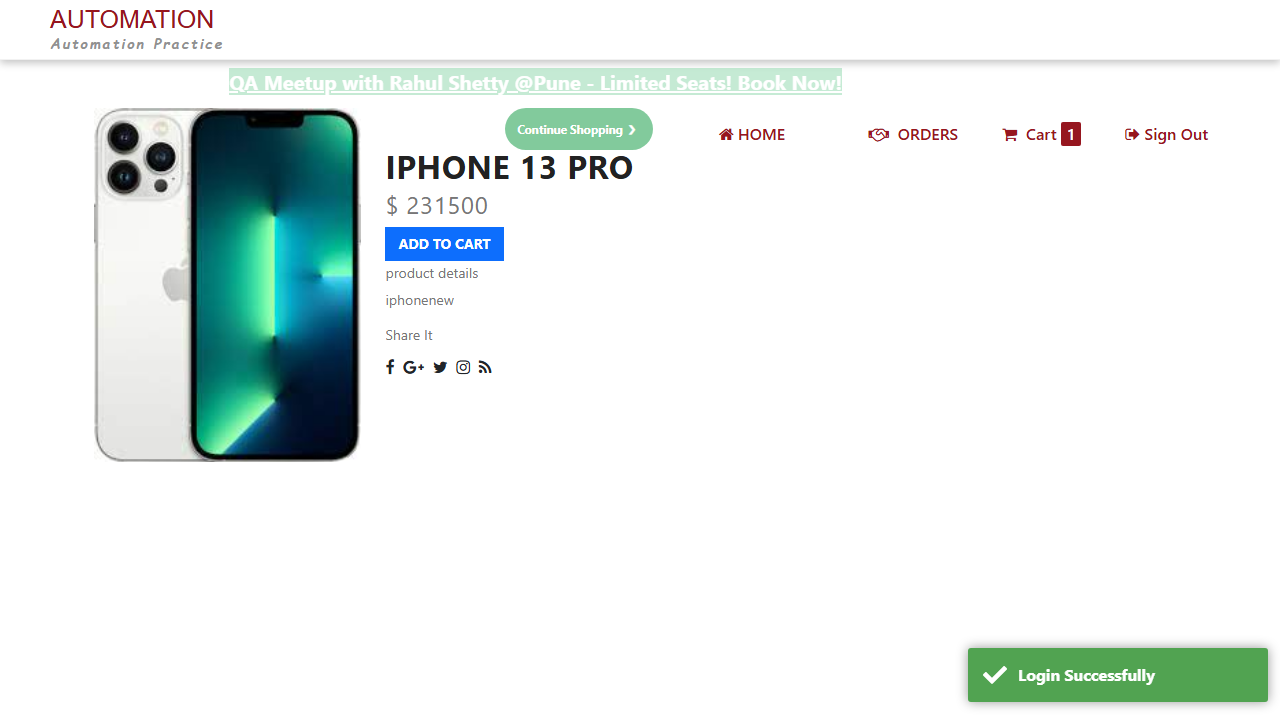 AUTOMATION
Automation Practice
QA Meetup with Rahul Shetty @Pune - Limited Seats! Book Now!
Continue Shopping ❯
HOME
ORDERS
Cart 1
Sign Out
IPHONE 13 PRO
$ 231500
ADD TO CART
product details
iphonenew
Share It
Login Successfully